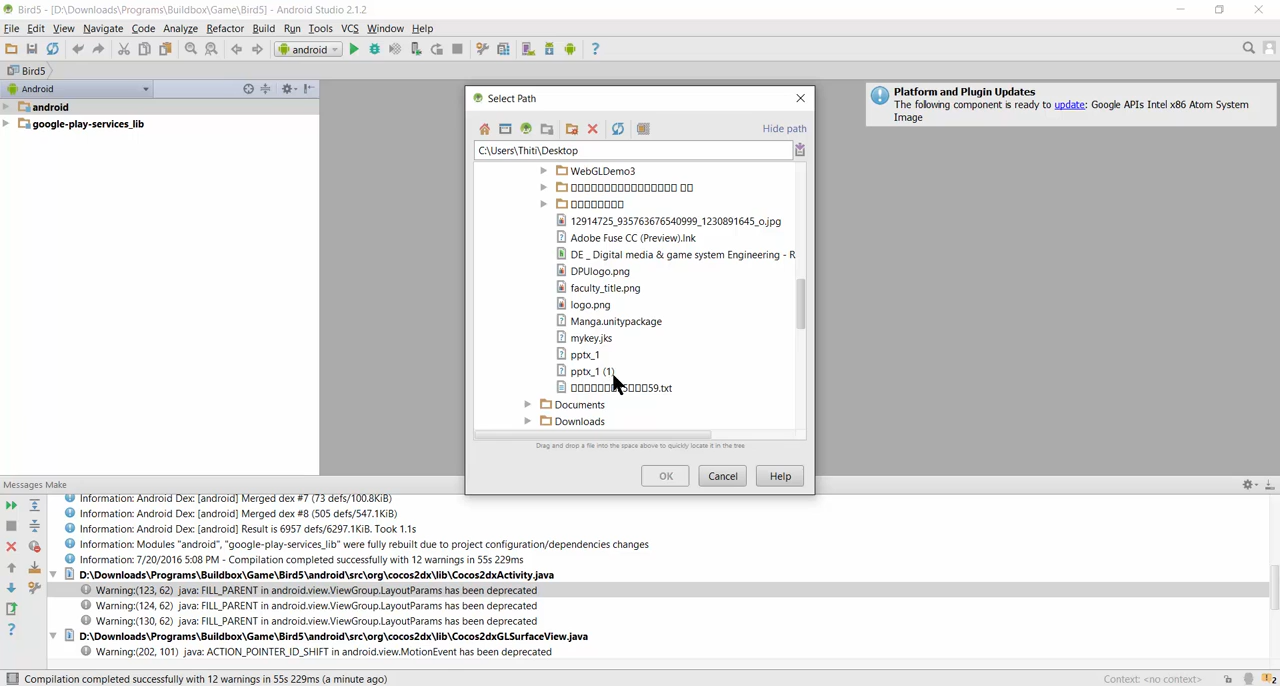 Bird5 - [D:\Downloads\Programs\Buildbox\Game\Bird5] - Android Studio 2.1.2
File Edit View Navigate Code Analyze Refactor Build Run Tools VCS Window Help
android
Bird5
Android
android
google-play-services_lib
Select Path
Hide path
C:\Users\Thiti\Desktop
WebGLDemo3
12914725_935763676540999_1230891645_o.jpg
Adobe Fuse CC (Preview).lnk
DE _ Digital media & game system Engineering - R
DPUlogo.png
faculty_title.png
logo.png
Manga.unitypackage
mykey.jks
pptx_1
pptx_1 (1)
59.txt
Documents
Downloads
Drag and drop a file into the space above to quickly locate it in the tree
OK Cancel Help
Platform and Plugin Updates
The following component is ready to update: Google APIs Intel x86 Atom System
Image
Messages Make
Information: Android Dex: [android] Merged dex #7 (73 defs/100.8KiB)
Information: Android Dex: [android] Merged dex #8 (505 defs/547.1KiB)
Information: Android Dex: [android] Result is 6957 defs/6297.1KiB. Took 1.1s
Information: Modules "android", "google-play-services_lib" were fully rebuilt due to project configuration/dependencies changes
Information: 7/20/2016 5:08 PM - Compilation completed successfully with 12 warnings in 55s 229ms
D:\Downloads\Programs\Buildbox\Game\Bird5\android\src\org\cocos2dx\lib\Cocos2dxActivity.java
Warning:(123, 62) java: FILL_PARENT in android.view.ViewGroup.LayoutParams has been deprecated
Warning:(124, 62) java: FILL_PARENT in android.view.ViewGroup.LayoutParams has been deprecated
Warning:(130, 62) java: FILL_PARENT in android.view.ViewGroup.LayoutParams has been deprecated
D:\Downloads\Programs\Buildbox\Game\Bird5\android\src\org\cocos2dx\lib\Cocos2dxGLSurfaceView.java
Warning:(202, 101) java: ACTION_POINTER_ID_SHIFT in android.view.MotionEvent has been deprecated
Compilation completed successfully with 12 warnings in 55s 229ms (a minute ago)
Context: <no context>
2